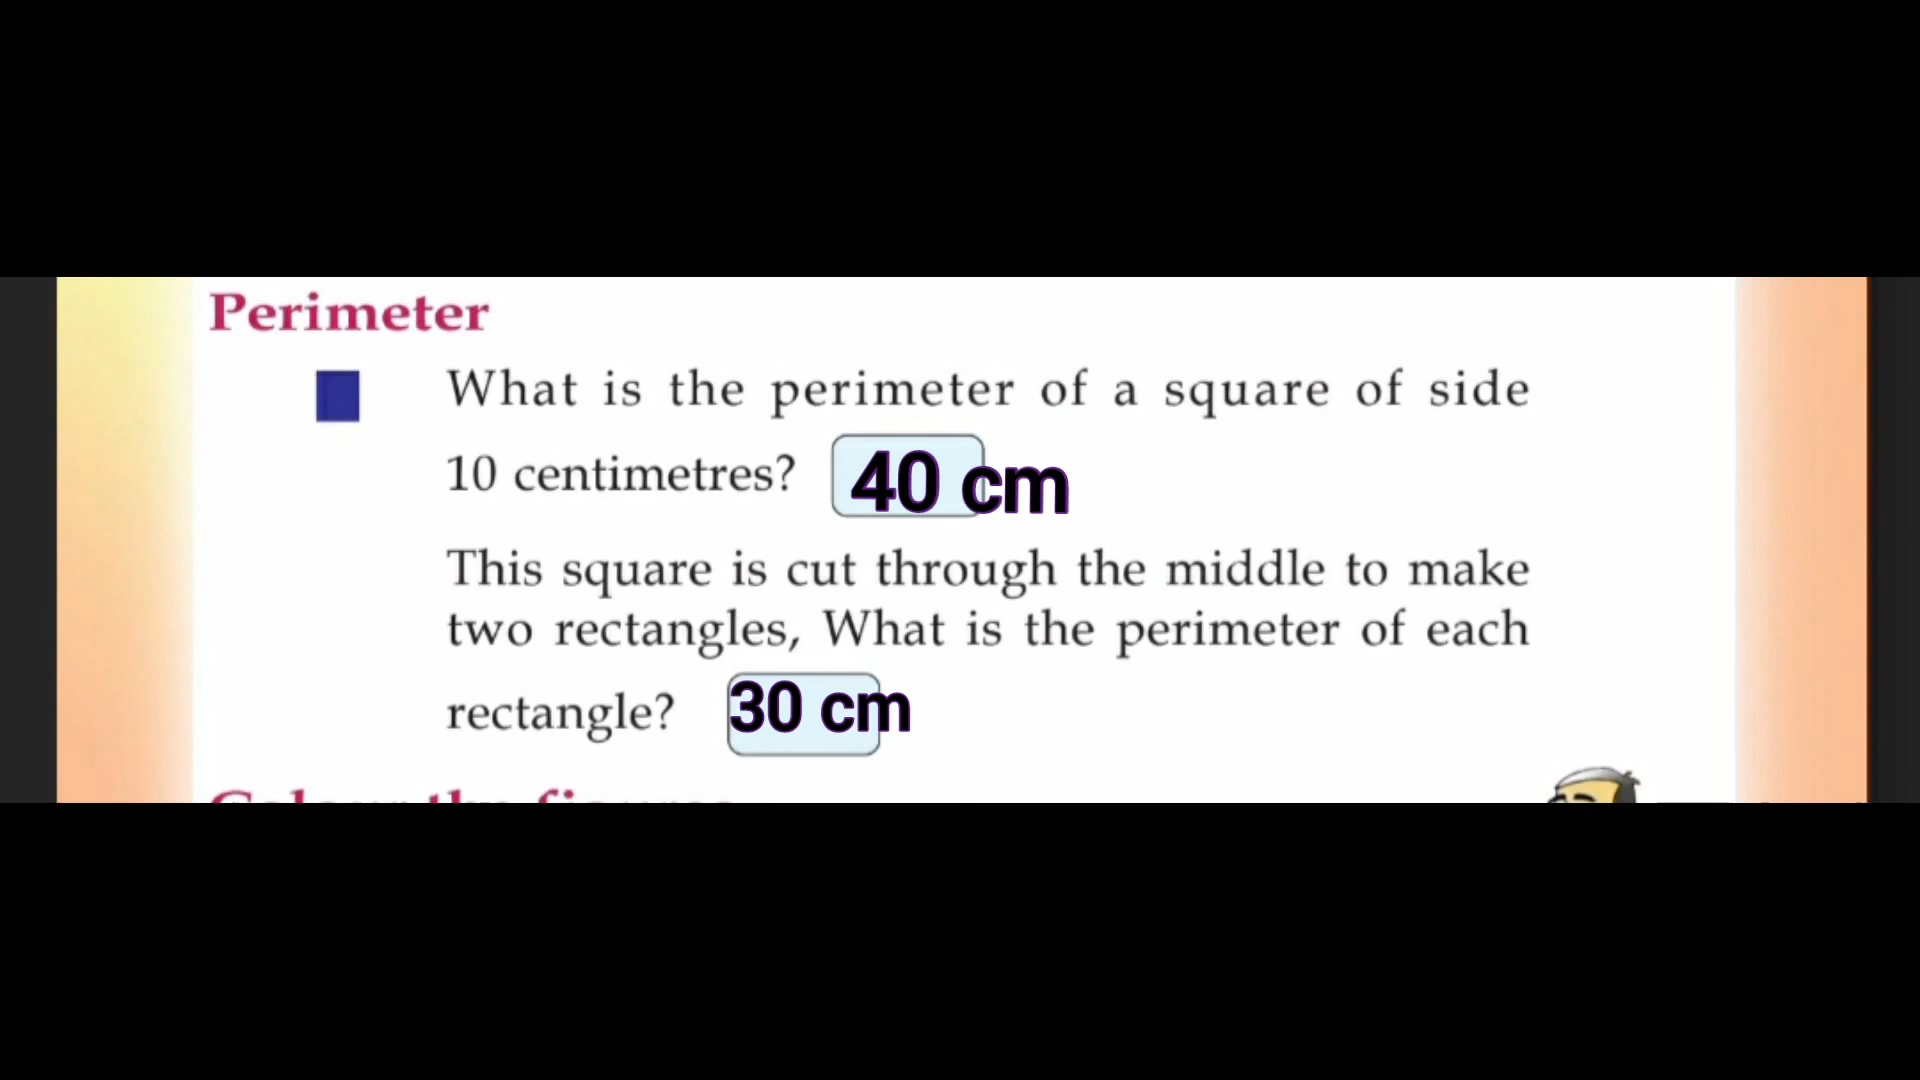 Perimeter
What is the perimeter of a square of side
10 centimetres? 40 cm
This square is cut through the middle to make
two rectangles, What is the perimeter of each
rectangle? 30 cm